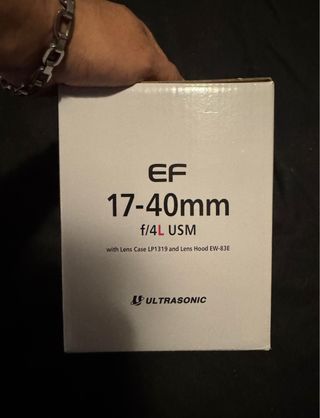 EF
17-40mm
f/4L USM
with Lens Case LP1319 and Lens Hood EW-83E
ULTRASONIC